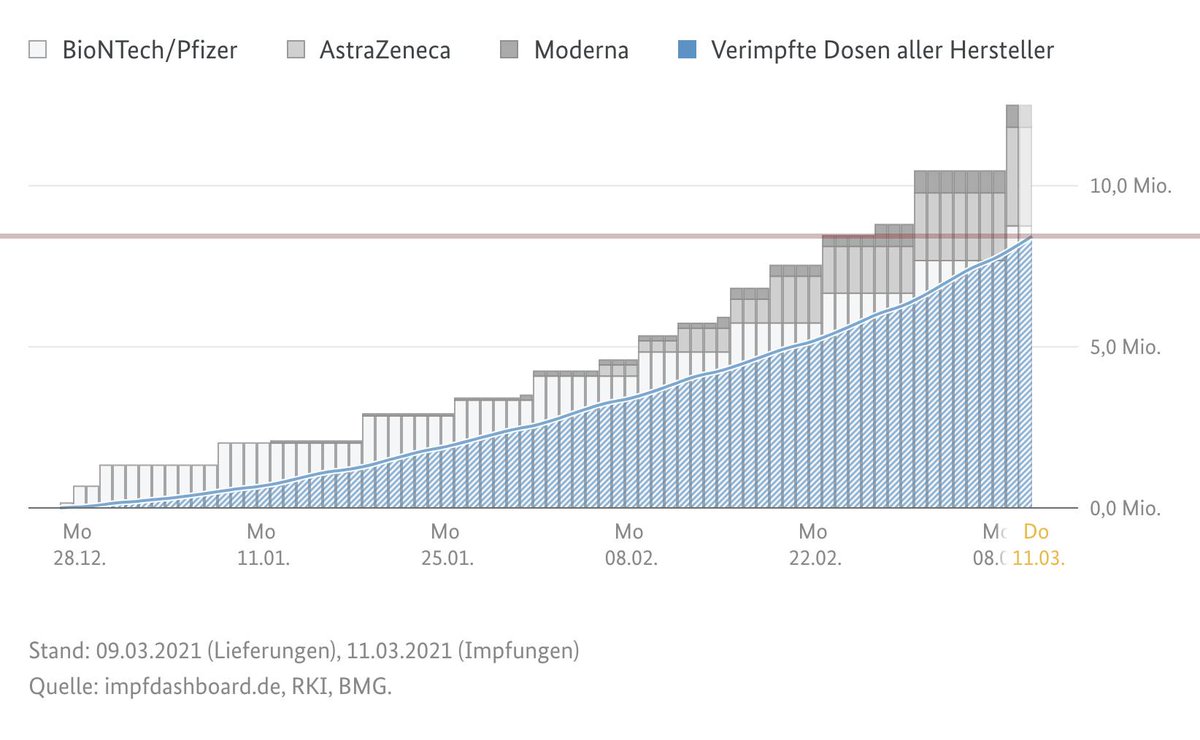 BioNTech/Pfizer AstraZeneca Moderna Verimpfte Dosen aller Hersteller
10,0 Mio.
5,0 Mio.
0,0 Mio.
Mo Mo Mo Mo Mo Do
28.12. 11.01. 25.01. 08.02. 22.02. 11.03.
Stand: 09.03.2021 (Lieferungen), 11.03.2021 (Impfungen)
Quelle: impfdashboard.de, RKI, BMG.